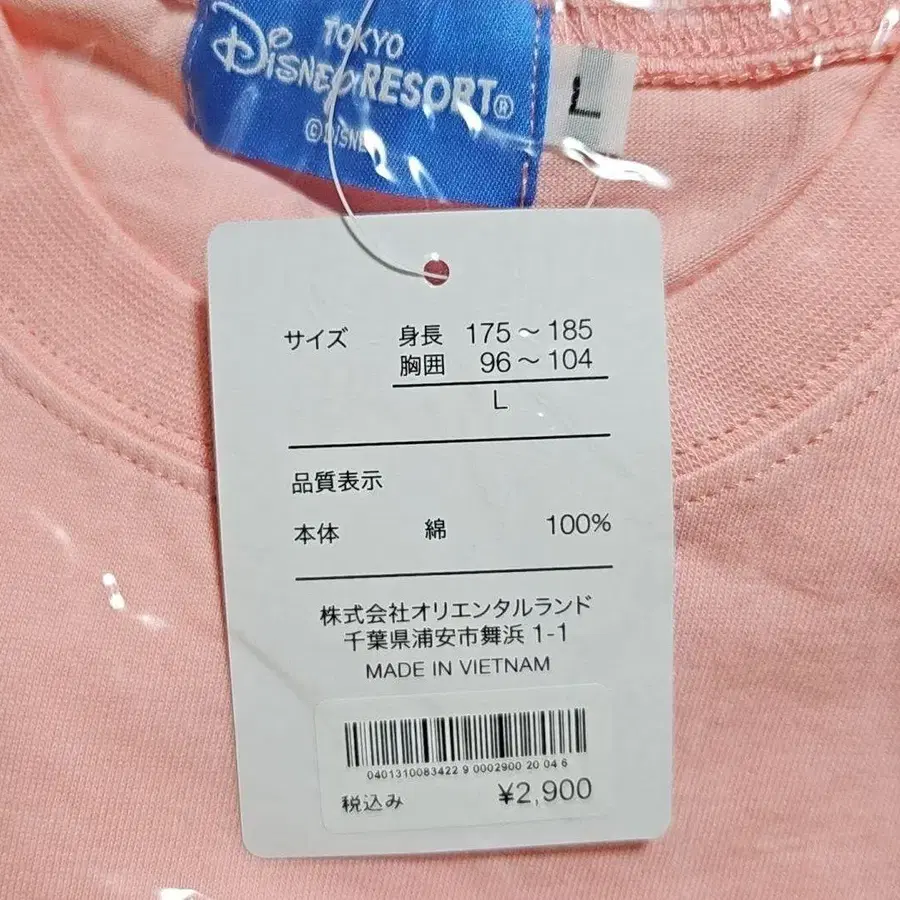 TOKYO
Disney RESORT®
©DISNE
L
サイズ 身長 175～185
胸囲 96～104
L
品質表示
本体 綿 100%
株式会社オリエンタルランド
千葉県浦安市舞浜 1-1
MADE IN VIETNAM
0401310083422 9 0002900 20 04 6
税込み ¥2,900